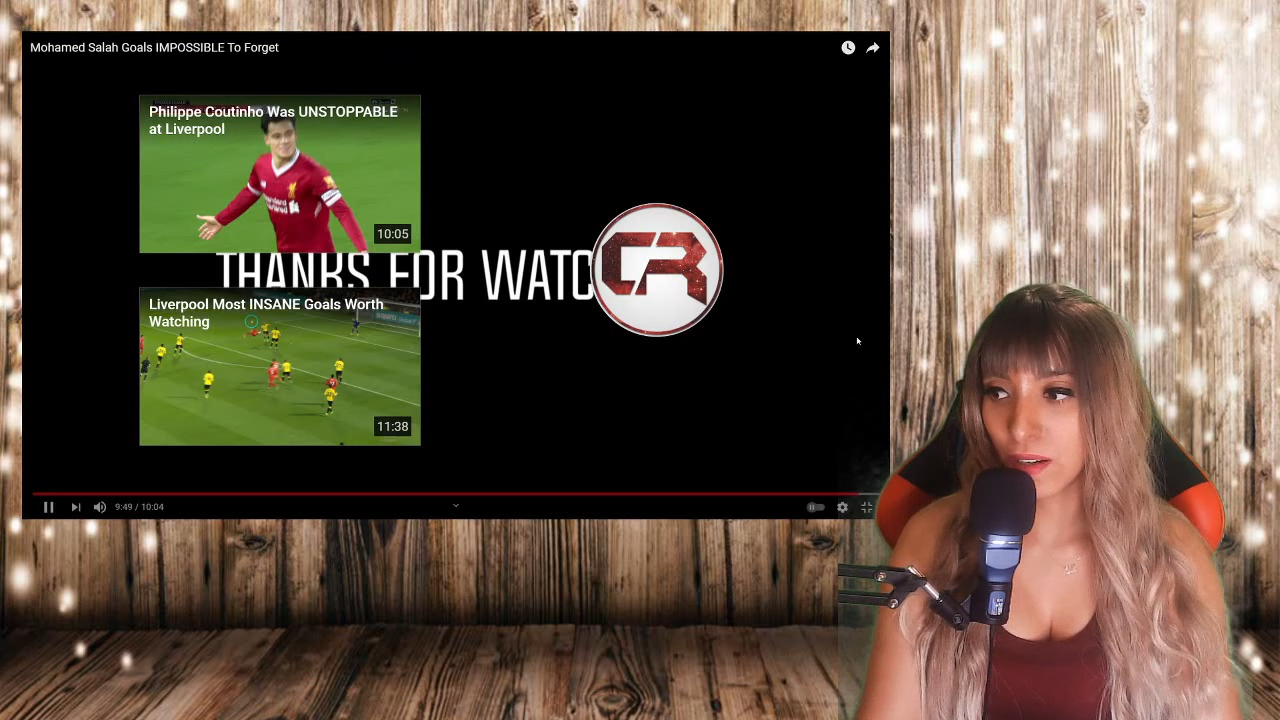 Mohamed Salah Goals IMPOSSIBLE To Forget
Philippe Coutinho Was UNSTOPPABLE
at Liverpool
10:05
THANKS FOR WATC
CR
Liverpool Most INSANE Goals Worth
Watching
11:38
9:49 / 10:04